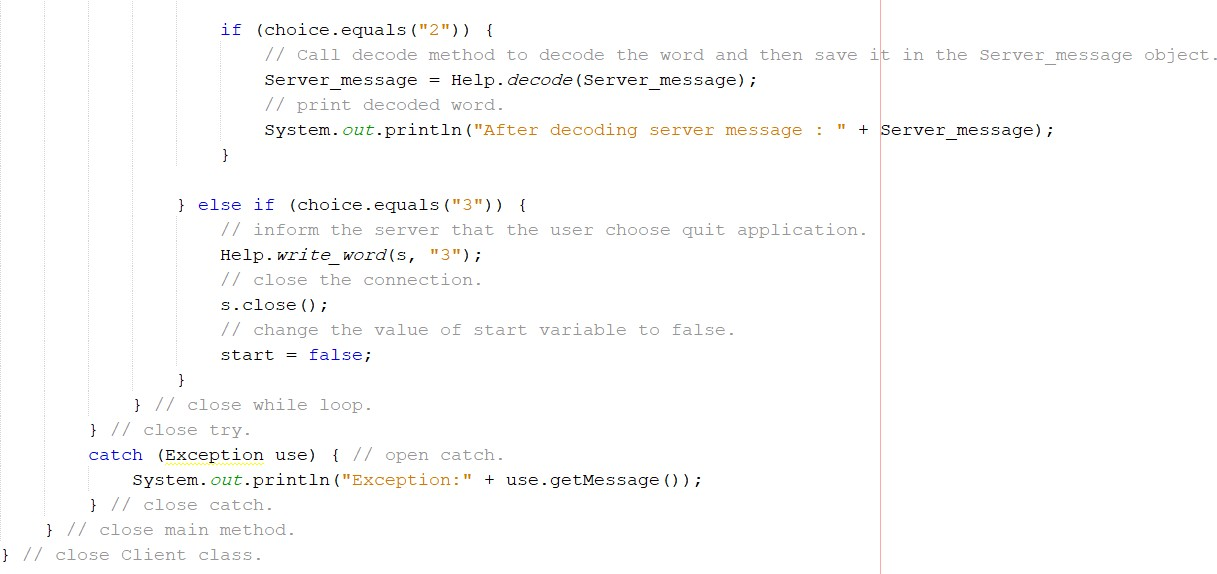 if (choice.equals("2")) {
// Call decode method to decode the word and then save it in the Server_message object.
Server_message = Help.decode(Server_message);
// print decoded word.
System.out.println("After decoding server message : " + Server_message);
}
} else if (choice.equals("3")) {
// inform the server that the user choose quit application.
Help.write_word(s, "3");
// close the connection.
s.close();
// change the value of start variable to false.
start = false;
}
} // close while loop.
} // close try.
catch (Exception use) { // open catch.
System.out.println("Exception:" + use.getMessage());
} // close catch.
} // close main method.
} // close Client class.